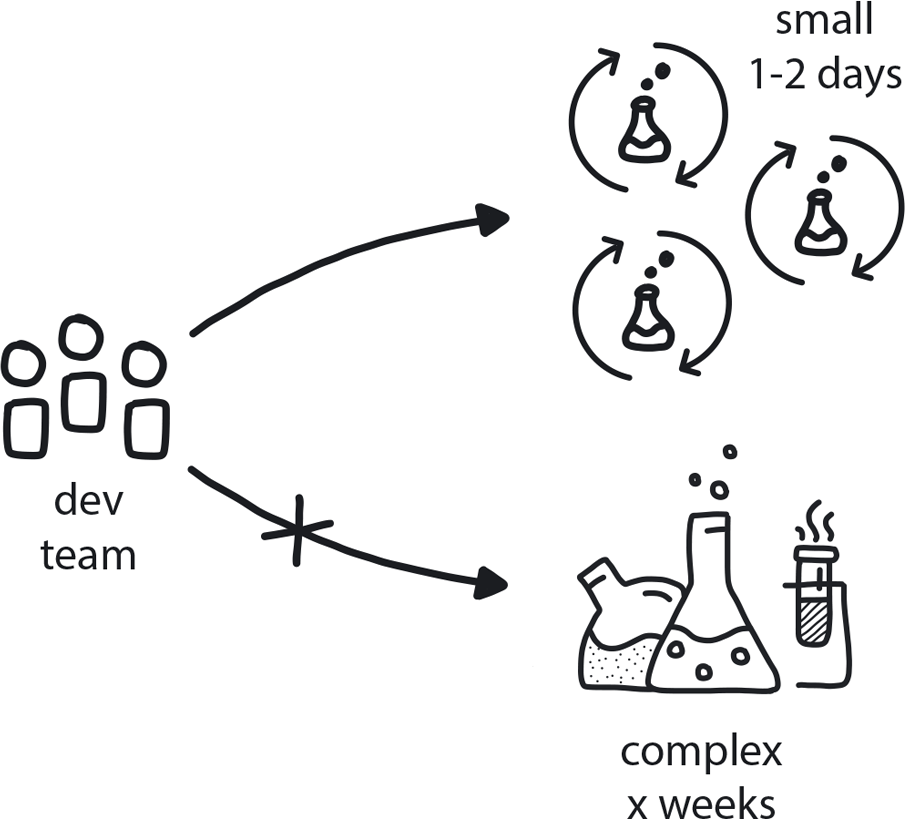 small
1-2 days
dev
team
complex
x weeks